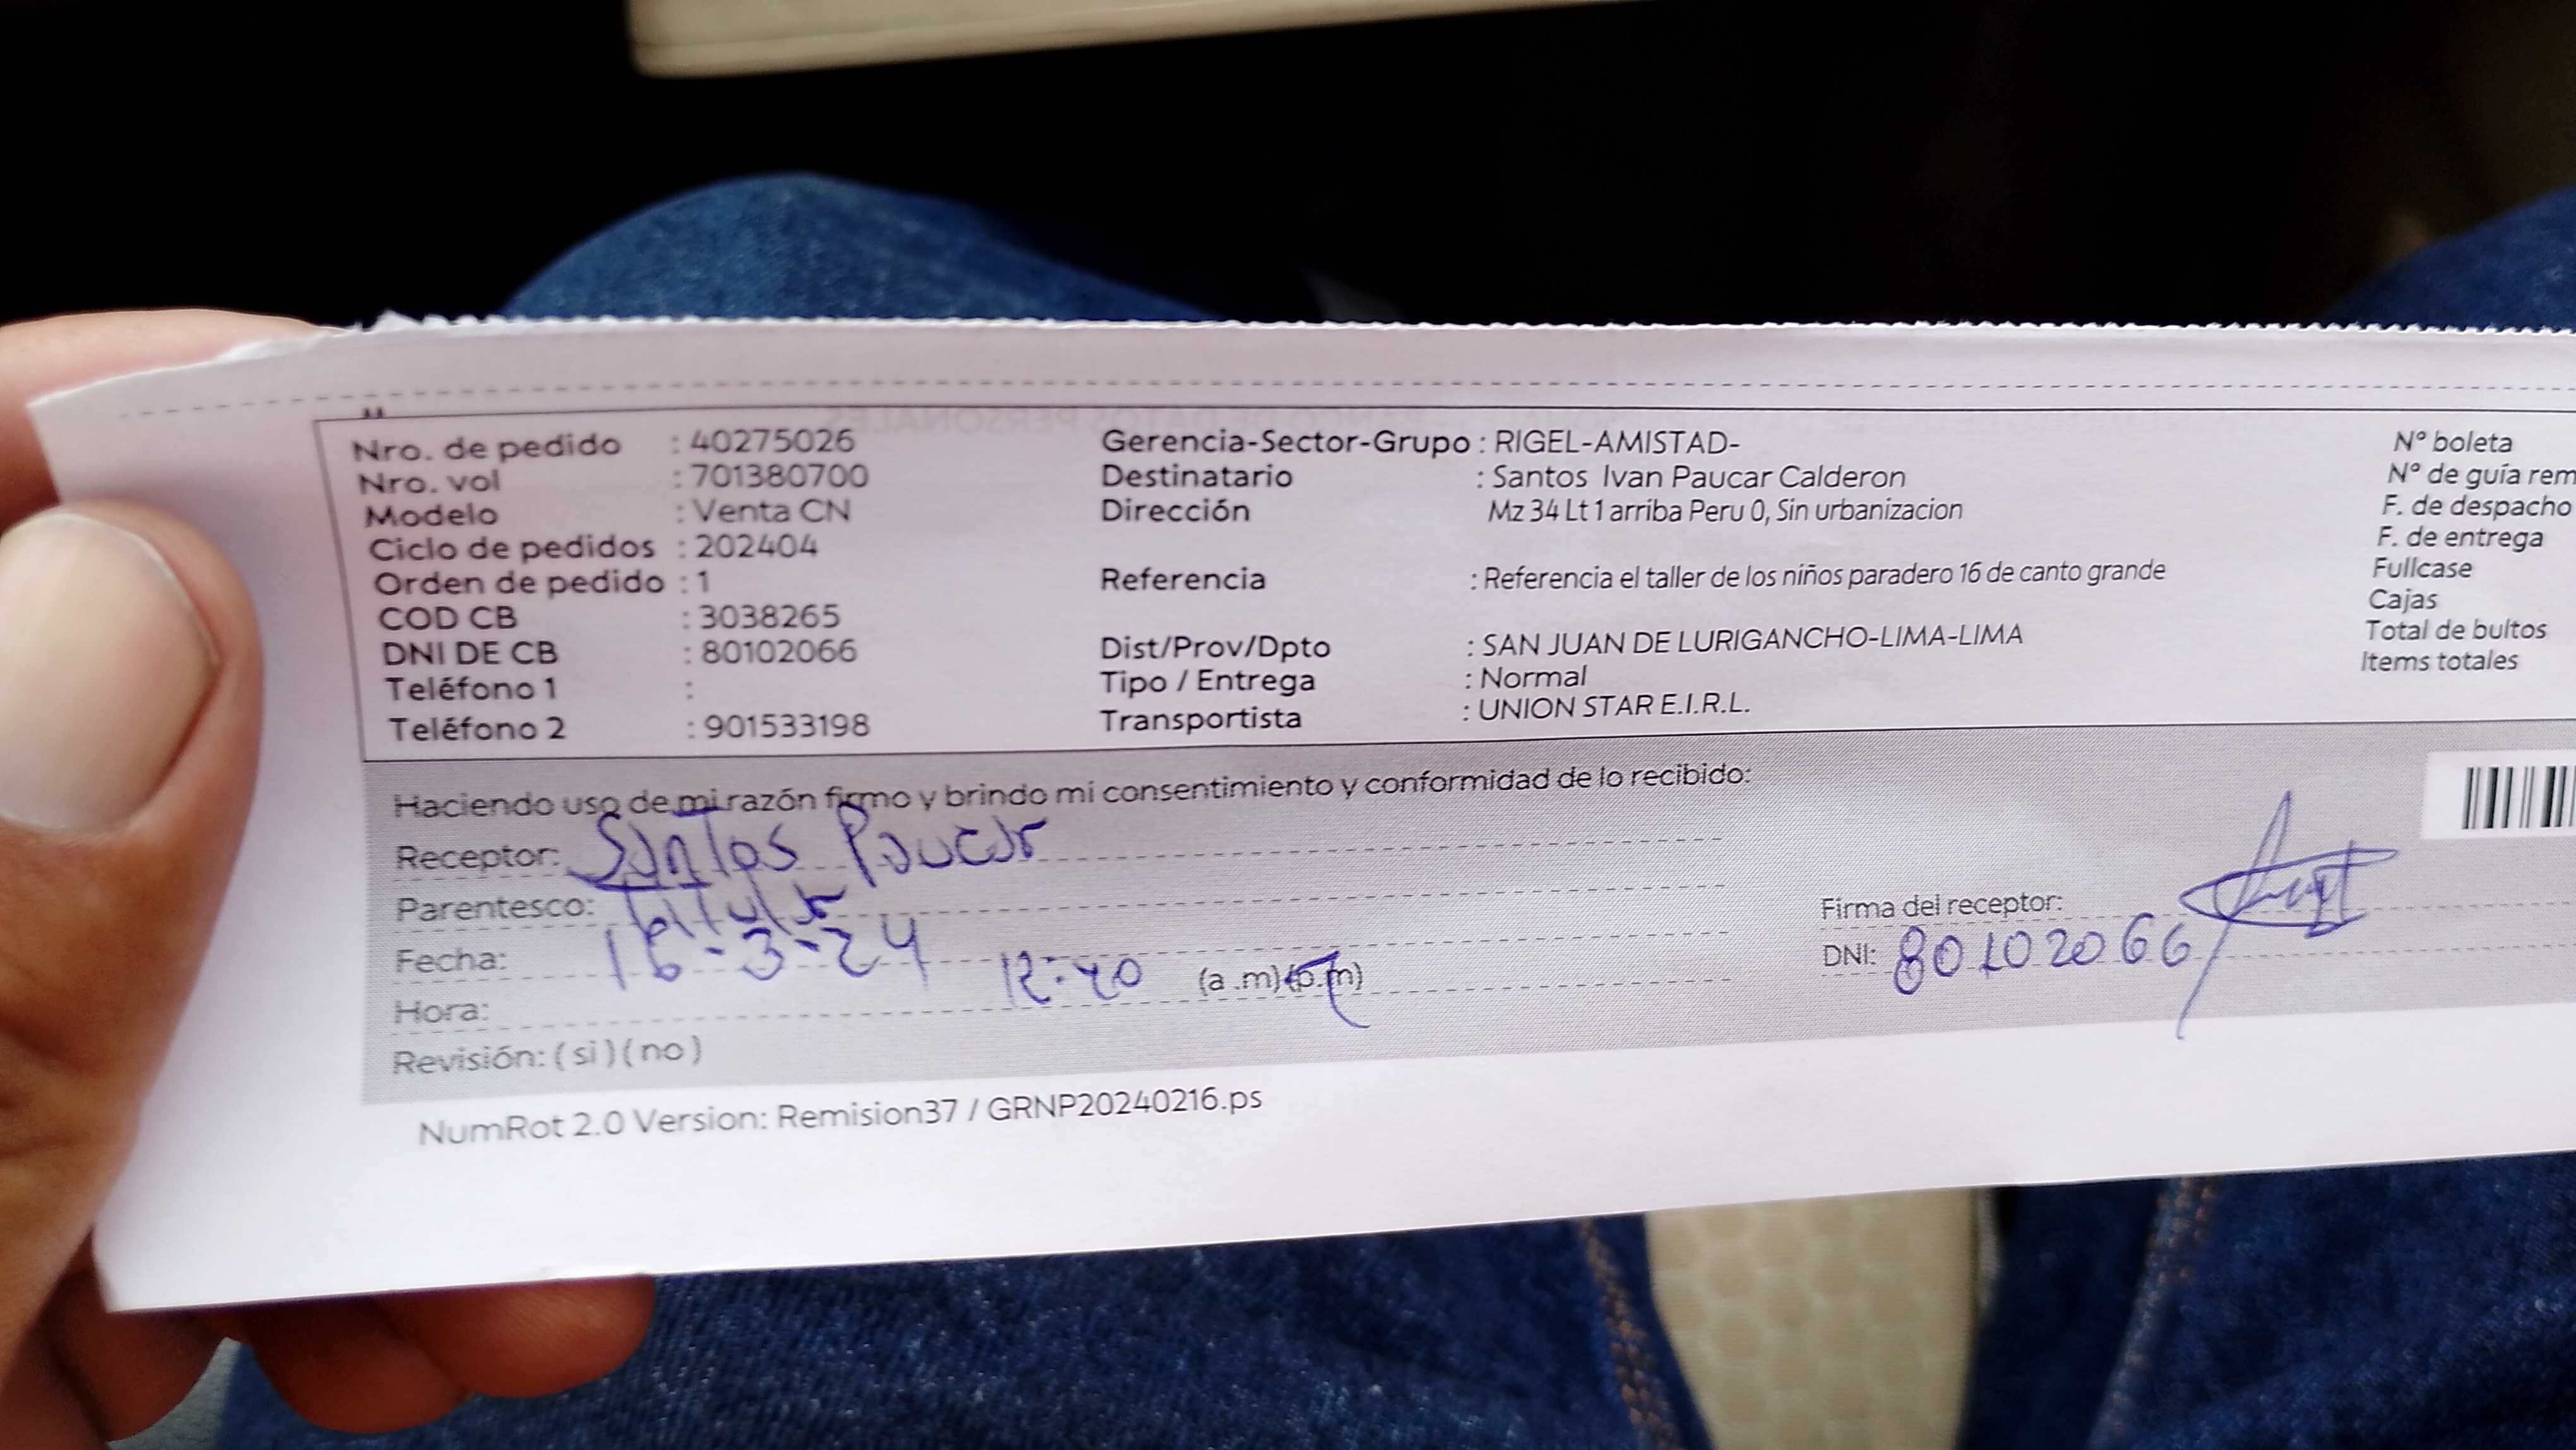 Nro. de pedido : 40275026
Nro. vol : 701380700
Modelo : Venta CN
Ciclo de pedidos : 202404
Orden de pedido : 1
COD CB : 3038265
DNI DE CB : 80102066
Teléfono 1 :
Teléfono 2 : 901533198
Gerencia-Sector-Grupo : RIGEL-AMISTAD-
Destinatario : Santos Ivan Paucar Calderon
Dirección Mz 34 Lt 1 arriba Peru 0, Sin urbanizacion
Referencia : Referencia el taller de los niños paradero 16 de canto grande
Dist/Prov/Dpto : SAN JUAN DE LURIGANCHO-LIMA-LIMA
Tipo / Entrega : Normal
Transportista : UNION STAR E.I.R.L.
N° boleta
N° de guía rem
F. de despacho
F. de entrega
Fullcase
Cajas
Total de bultos
Items totales
Haciendo uso de mi razón firmo y brindo mi consentimiento y conformidad de lo recibido:
Receptor: Santos Paucar
Parentesco: Titular
Fecha: 16-3-24
Hora: 12:40 (a .m)(p.m)
Revisión: ( si ) ( no )
Firma del receptor:
DNI: 80102066
NumRot 2.0 Version: Remision37 / GRNP20240216.ps